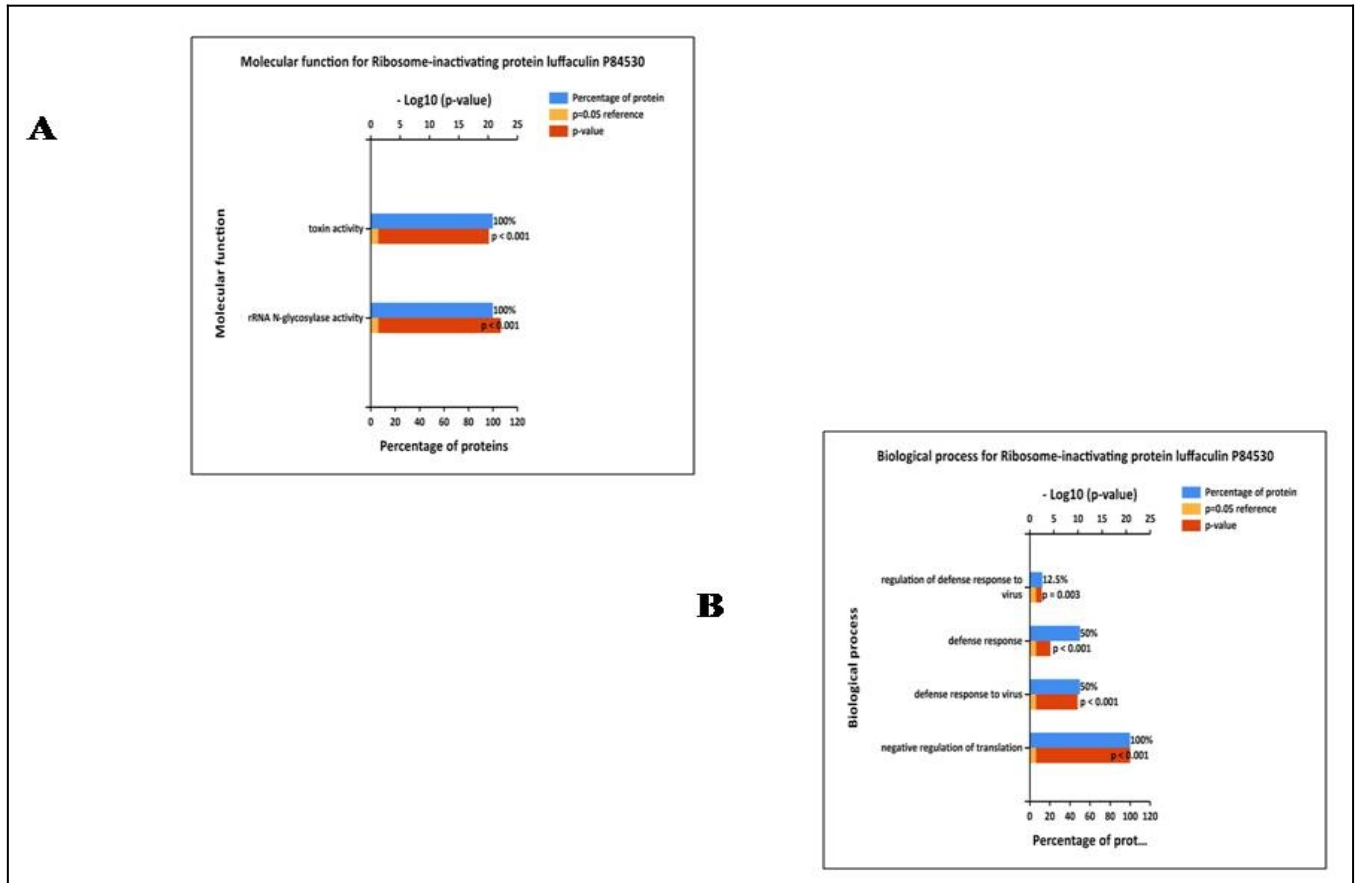 A
Molecular function for Ribosome-inactivating protein luffaculin P84530
- Log10 (p-value)
Percentage of protein
p=0.05 reference
p-value
0 5 10 15 20 25
Molecular function
toxin activity
100%
p < 0.001
rRNA N-glycosylase activity
100%
p < 0.001
0 20 40 60 80 100 120
Percentage of proteins
B
Biological process for Ribosome-inactivating protein luffaculin P84530
- Log10 (p-value)
Percentage of protein
p=0.05 reference
p-value
0 5 10 15 20 25
Biological process
regulation of defense response to
virus
12.5%
p = 0.003
defense response
50%
p < 0.001
defense response to virus
50%
p < 0.001
negative regulation of translation
100%
p < 0.001
0 20 40 60 80 100 120
Percentage of prot...